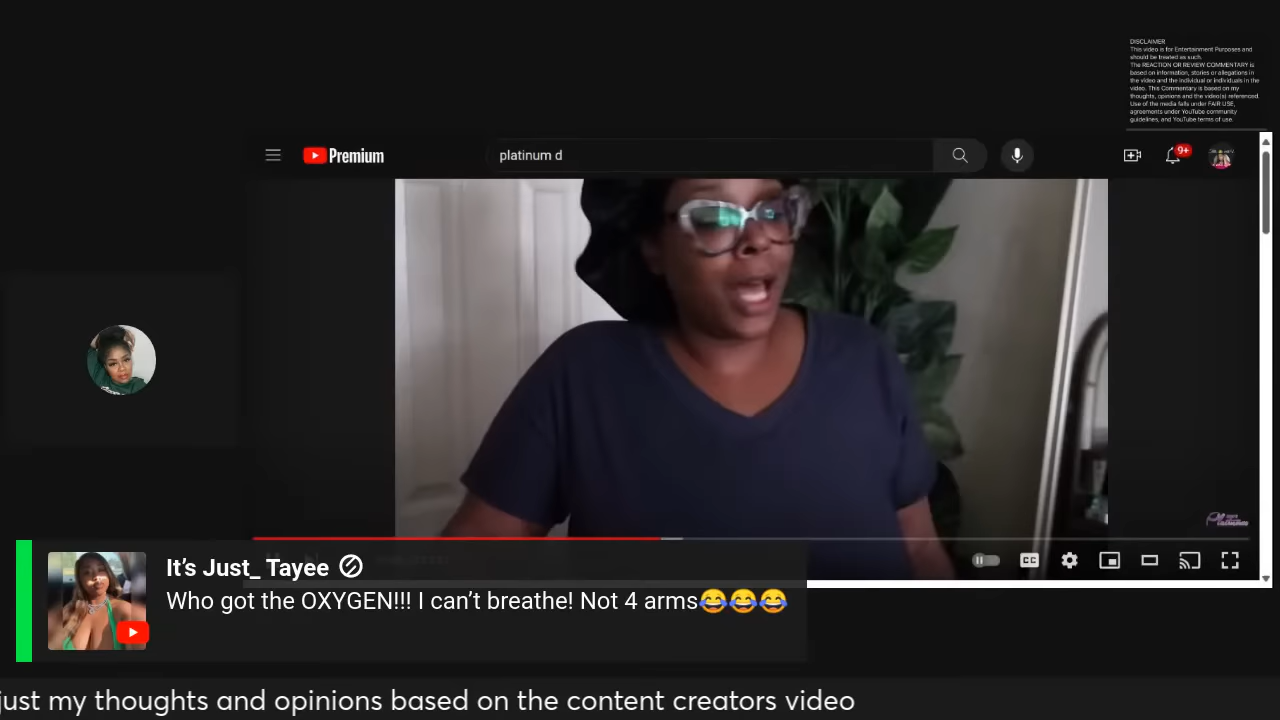 DISCLAIMER
This video is for Entertainment Purposes and
should be treated as such.
The REACTION OR REVIEW COMMENTARY is
based on information, stories or allegations in
the video and the individual or individuals in the
video. This Commentary is based on my
thoughts, opinions and the video(s) referenced.
Use of the media falls under FAIR USE,
agreements under YouTube community
guidelines, and YouTube terms of use.
Premium
platinum d
9+
CC
It’s Just_ Tayee
Who got the OXYGEN!!! I can’t breathe! Not 4 arms😂😂😂
just my thoughts and opinions based on the content creators video